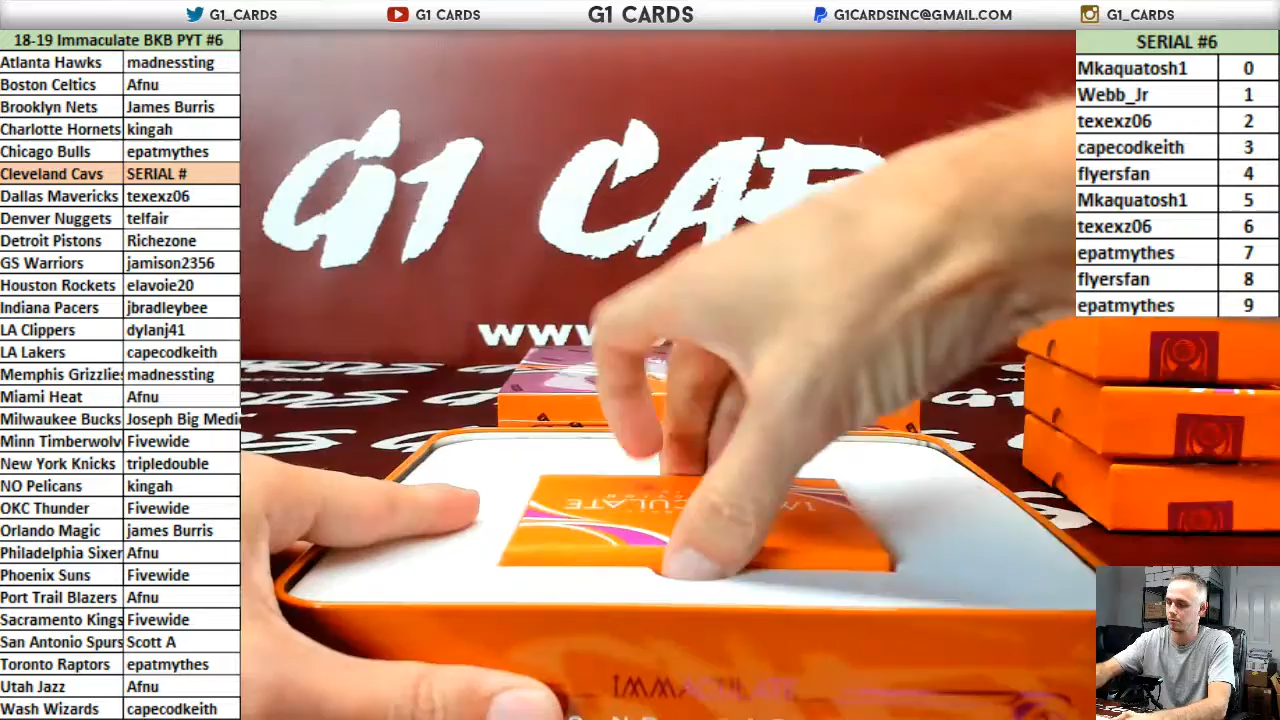 G1_CARDS
G1 CARDS
G1 CARDS
G1CARDSINC@GMAIL.COM
G1_CARDS
18-19 Immaculate BKB PYT #6
Atlanta Hawks madnessting
Boston Celtics Afnu
Brooklyn Nets James Burris
Charlotte Hornets kingah
Chicago Bulls epatmythes
Cleveland Cavs SERIAL #
Dallas Mavericks texexz06
Denver Nuggets telfair
Detroit Pistons Richezone
GS Warriors jamison2356
Houston Rockets elavoie20
Indiana Pacers jbradleybee
LA Clippers dylanj41
LA Lakers capecodkeith
Memphis Grizzlies madnessting
Miami Heat Afnu
Milwaukee Bucks Joseph Big Medi
Minn Timberwolv Fivewide
New York Knicks tripledouble
NO Pelicans kingah
OKC Thunder Fivewide
Orlando Magic james Burris
Philadelphia Sixer Afnu
Phoenix Suns Fivewide
Port Trail Blazers Afnu
Sacramento Kings Fivewide
San Antonio Spurs Scott A
Toronto Raptors epatmythes
Utah Jazz Afnu
Wash Wizards capecodkeith
SERIAL #6
Mkaquatosh1 0
Webb_Jr 1
texexz06 2
capecodkeith 3
flyersfan 4
Mkaquatosh1 5
texexz06 6
epatmythes 7
flyersfan 8
epatmythes 9
G1 CAR
www
IMMACULATE